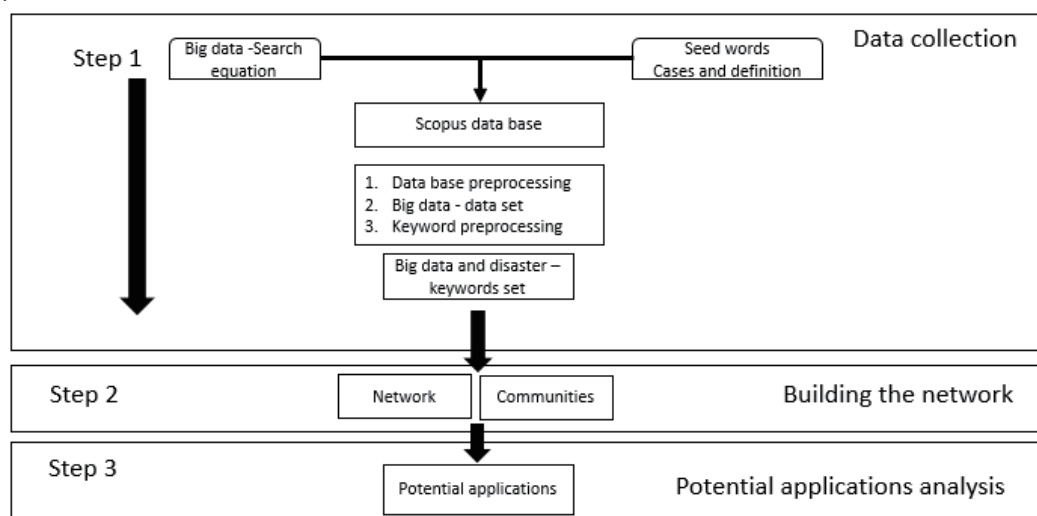 Step 1
Big data -Search
equation
Seed words
Cases and definition
Data collection
Scopus data base
1. Data base preprocessing
2. Big data - data set
3. Keyword preprocessing
Big data and disaster –
keywords set
Step 2
Network
Communities
Building the network
Step 3
Potential applications
Potential applications analysis